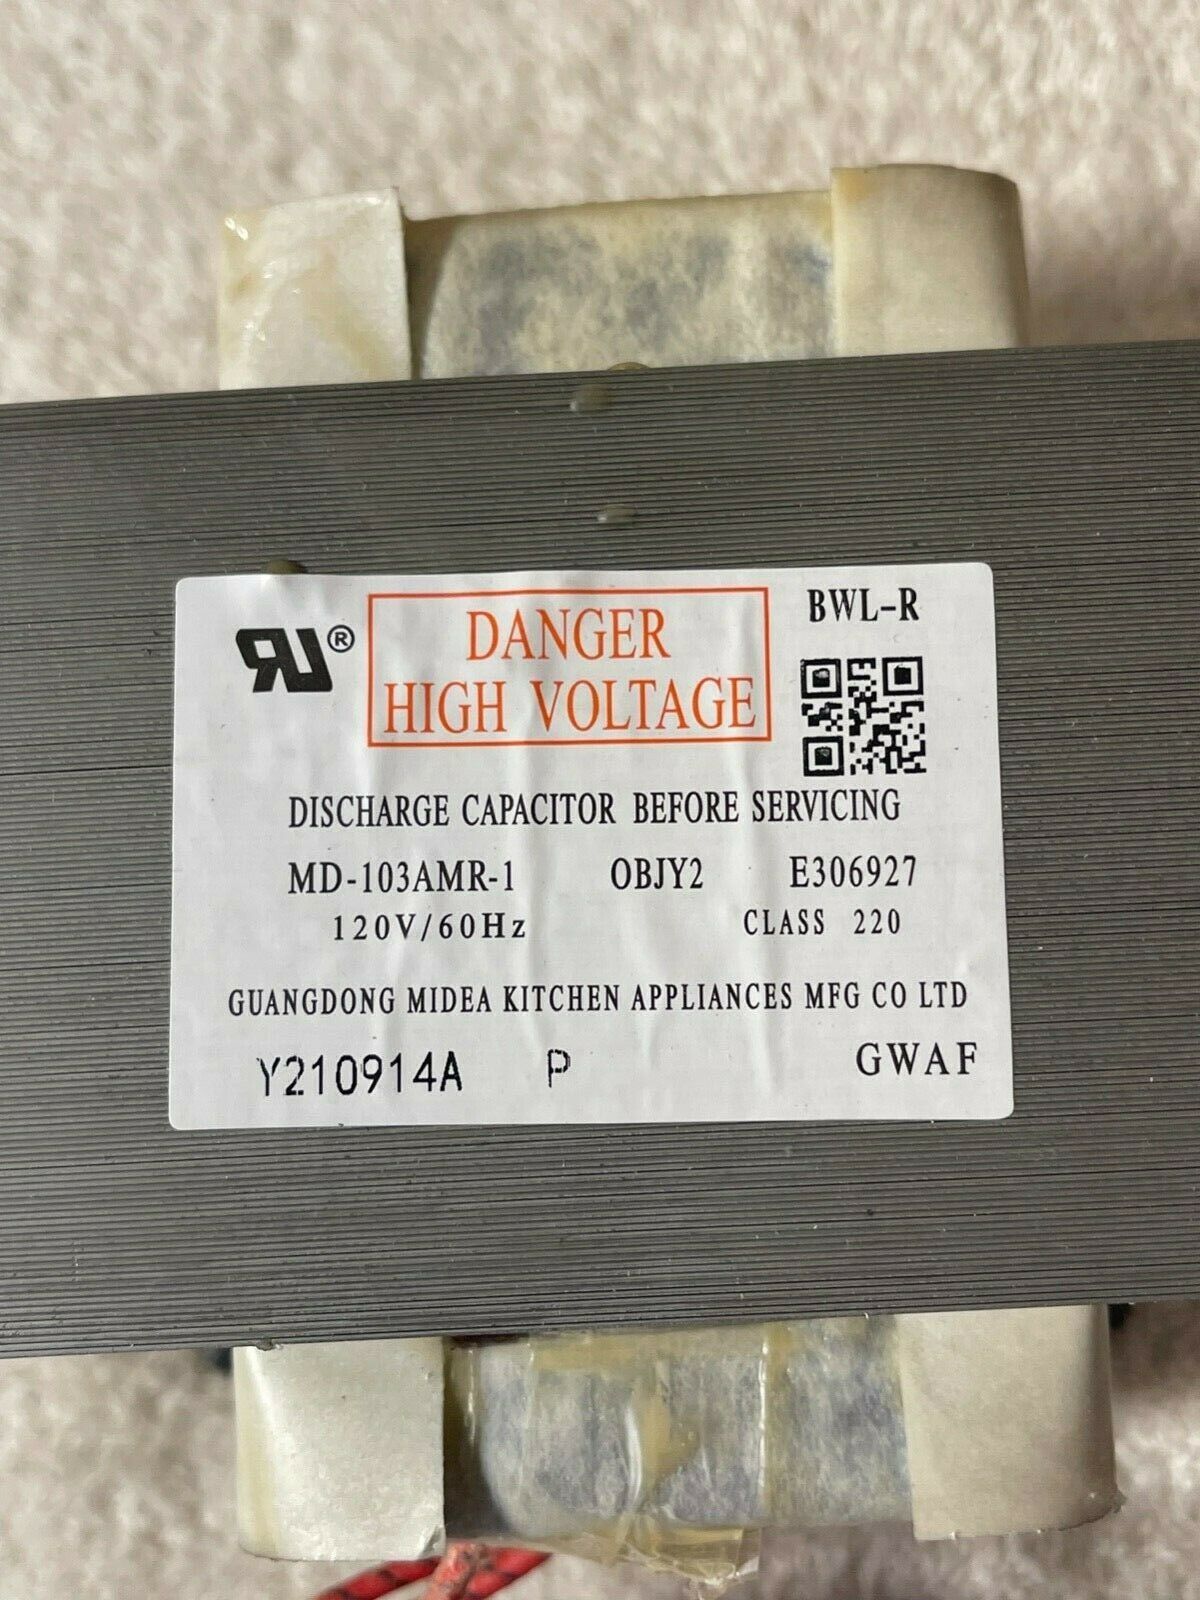 RU® DANGER BWL-R
HIGH VOLTAGE
DISCHARGE CAPACITOR BEFORE SERVICING
MD-103AMR-1 OBJY2 E306927
120V/60Hz CLASS 220
GUANGDONG MIDEA KITCHEN APPLIANCES MFG CO LTD
Y210914A P GWAF